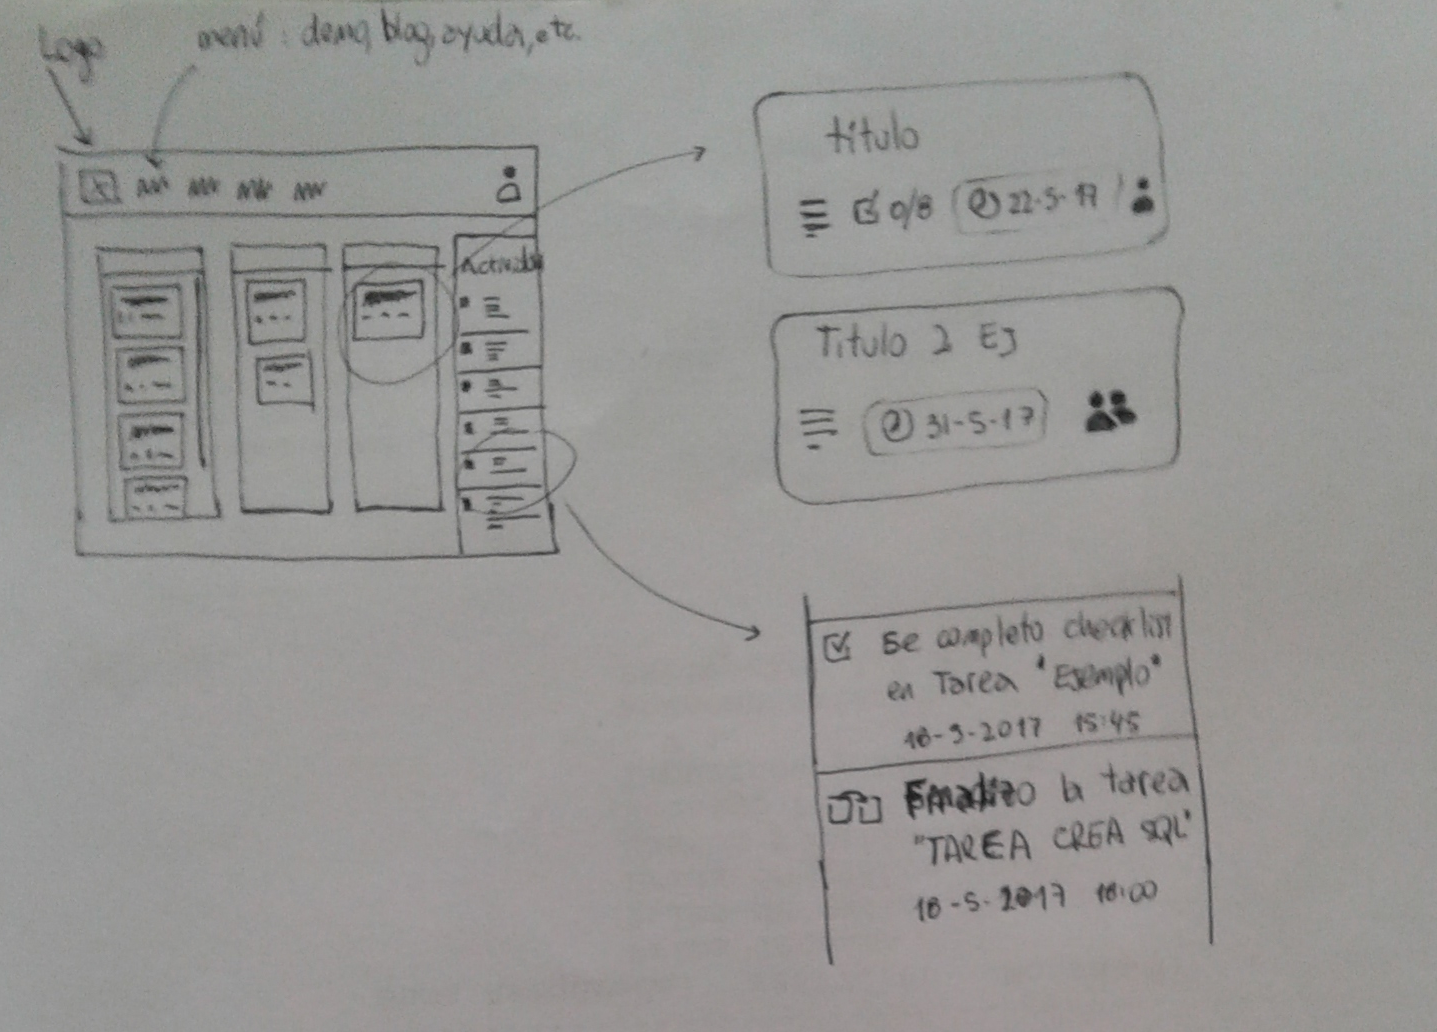 Logo
menú: demo, blog, ayuda, etc.
Activida
título
0/8 22-5-17
Titulo 2 EJ
31-5-17
Se completo checklist
en Tarea "Ejemplo"
18-5-2017 15:45
Finalizo la tarea
"TAREA CREA SQL"
18-5-2017 18:00